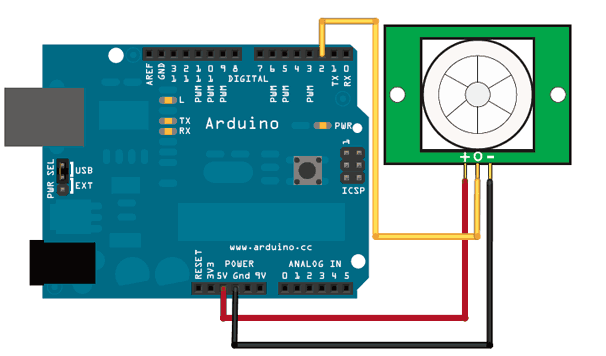 AREF
GND
13
12
11
10
9
8
7
6
5
4
3
2
1
0
PWM
PWM
PWM
PWM
PWM
PWM
TX
RX
DIGITAL
L
TX
RX
Arduino
PWR
1
ICSP
PWR SEL
USB
EXT
www.arduino.cc
POWER
ANALOG IN
RESET
3V3
5V
Gnd
9V
0 1 2 3 4 5
+ O -